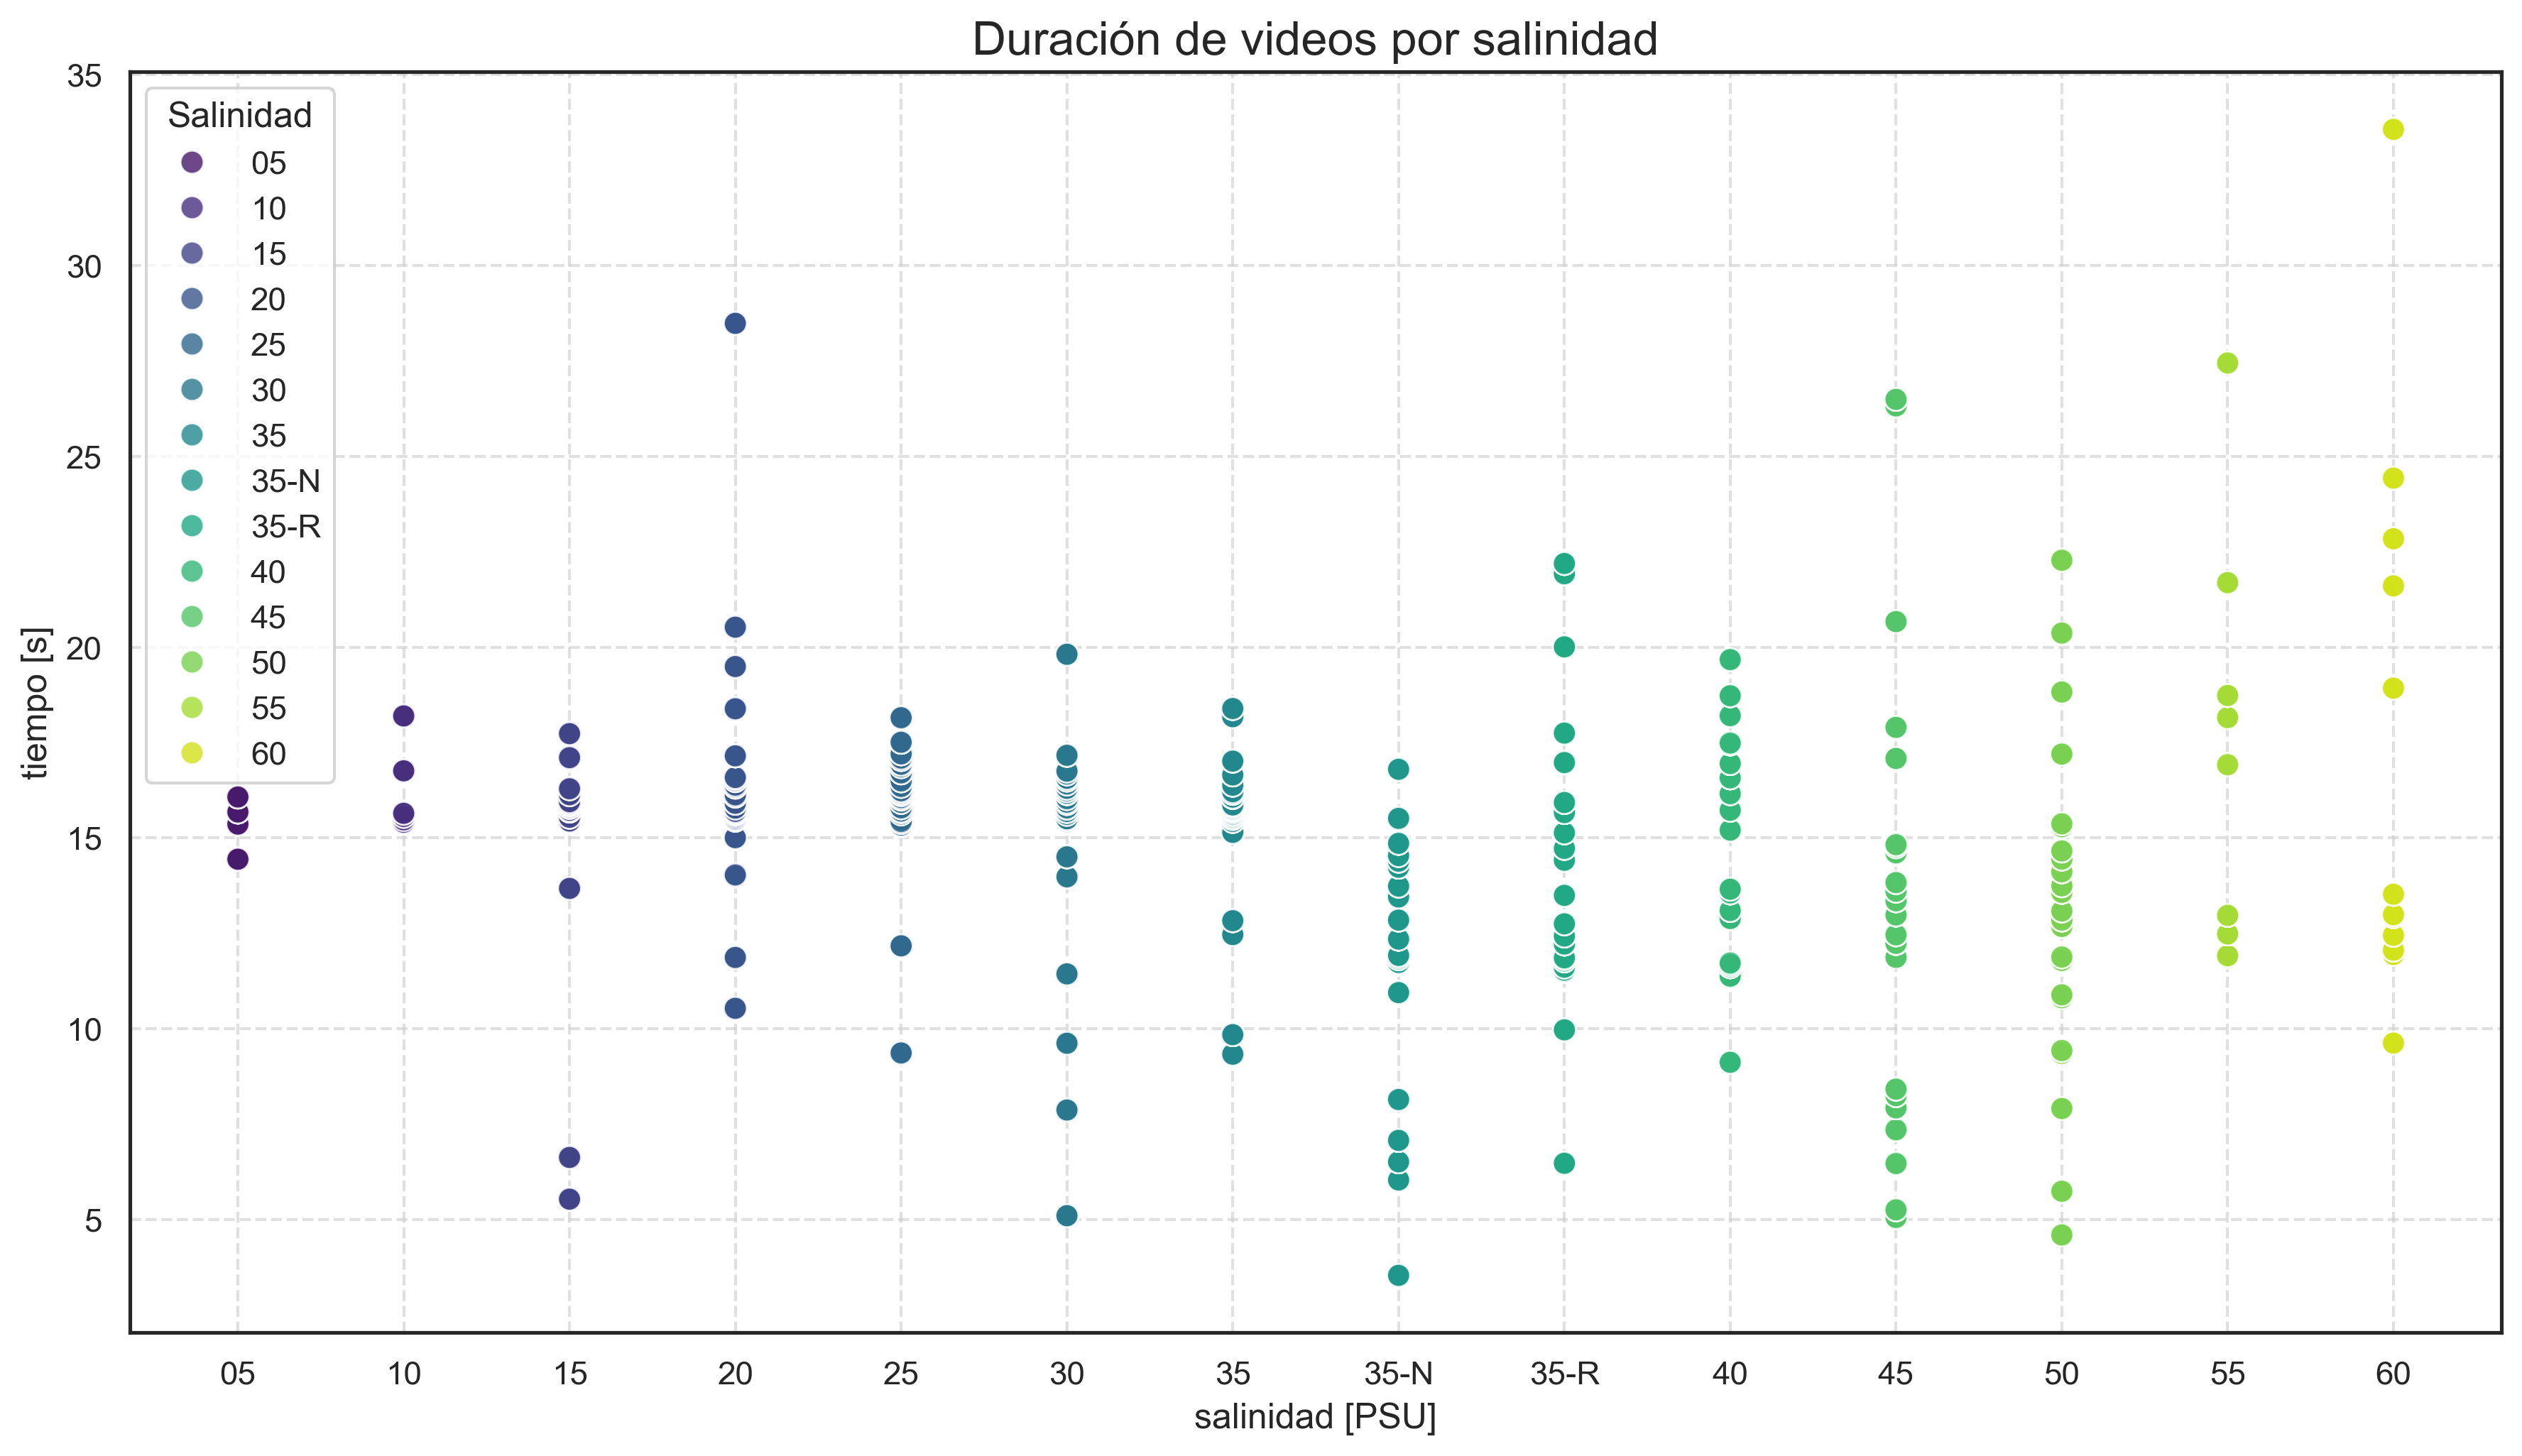 Duración de videos por salinidad
35
30
25
20
15
10
5
tiempo [s]
Salinidad
05
10
15
20
25
30
35
35-N
35-R
40
45
50
55
60
05 10 15 20 25 30 35 35-N 35-R 40 45 50 55 60
salinidad [PSU]